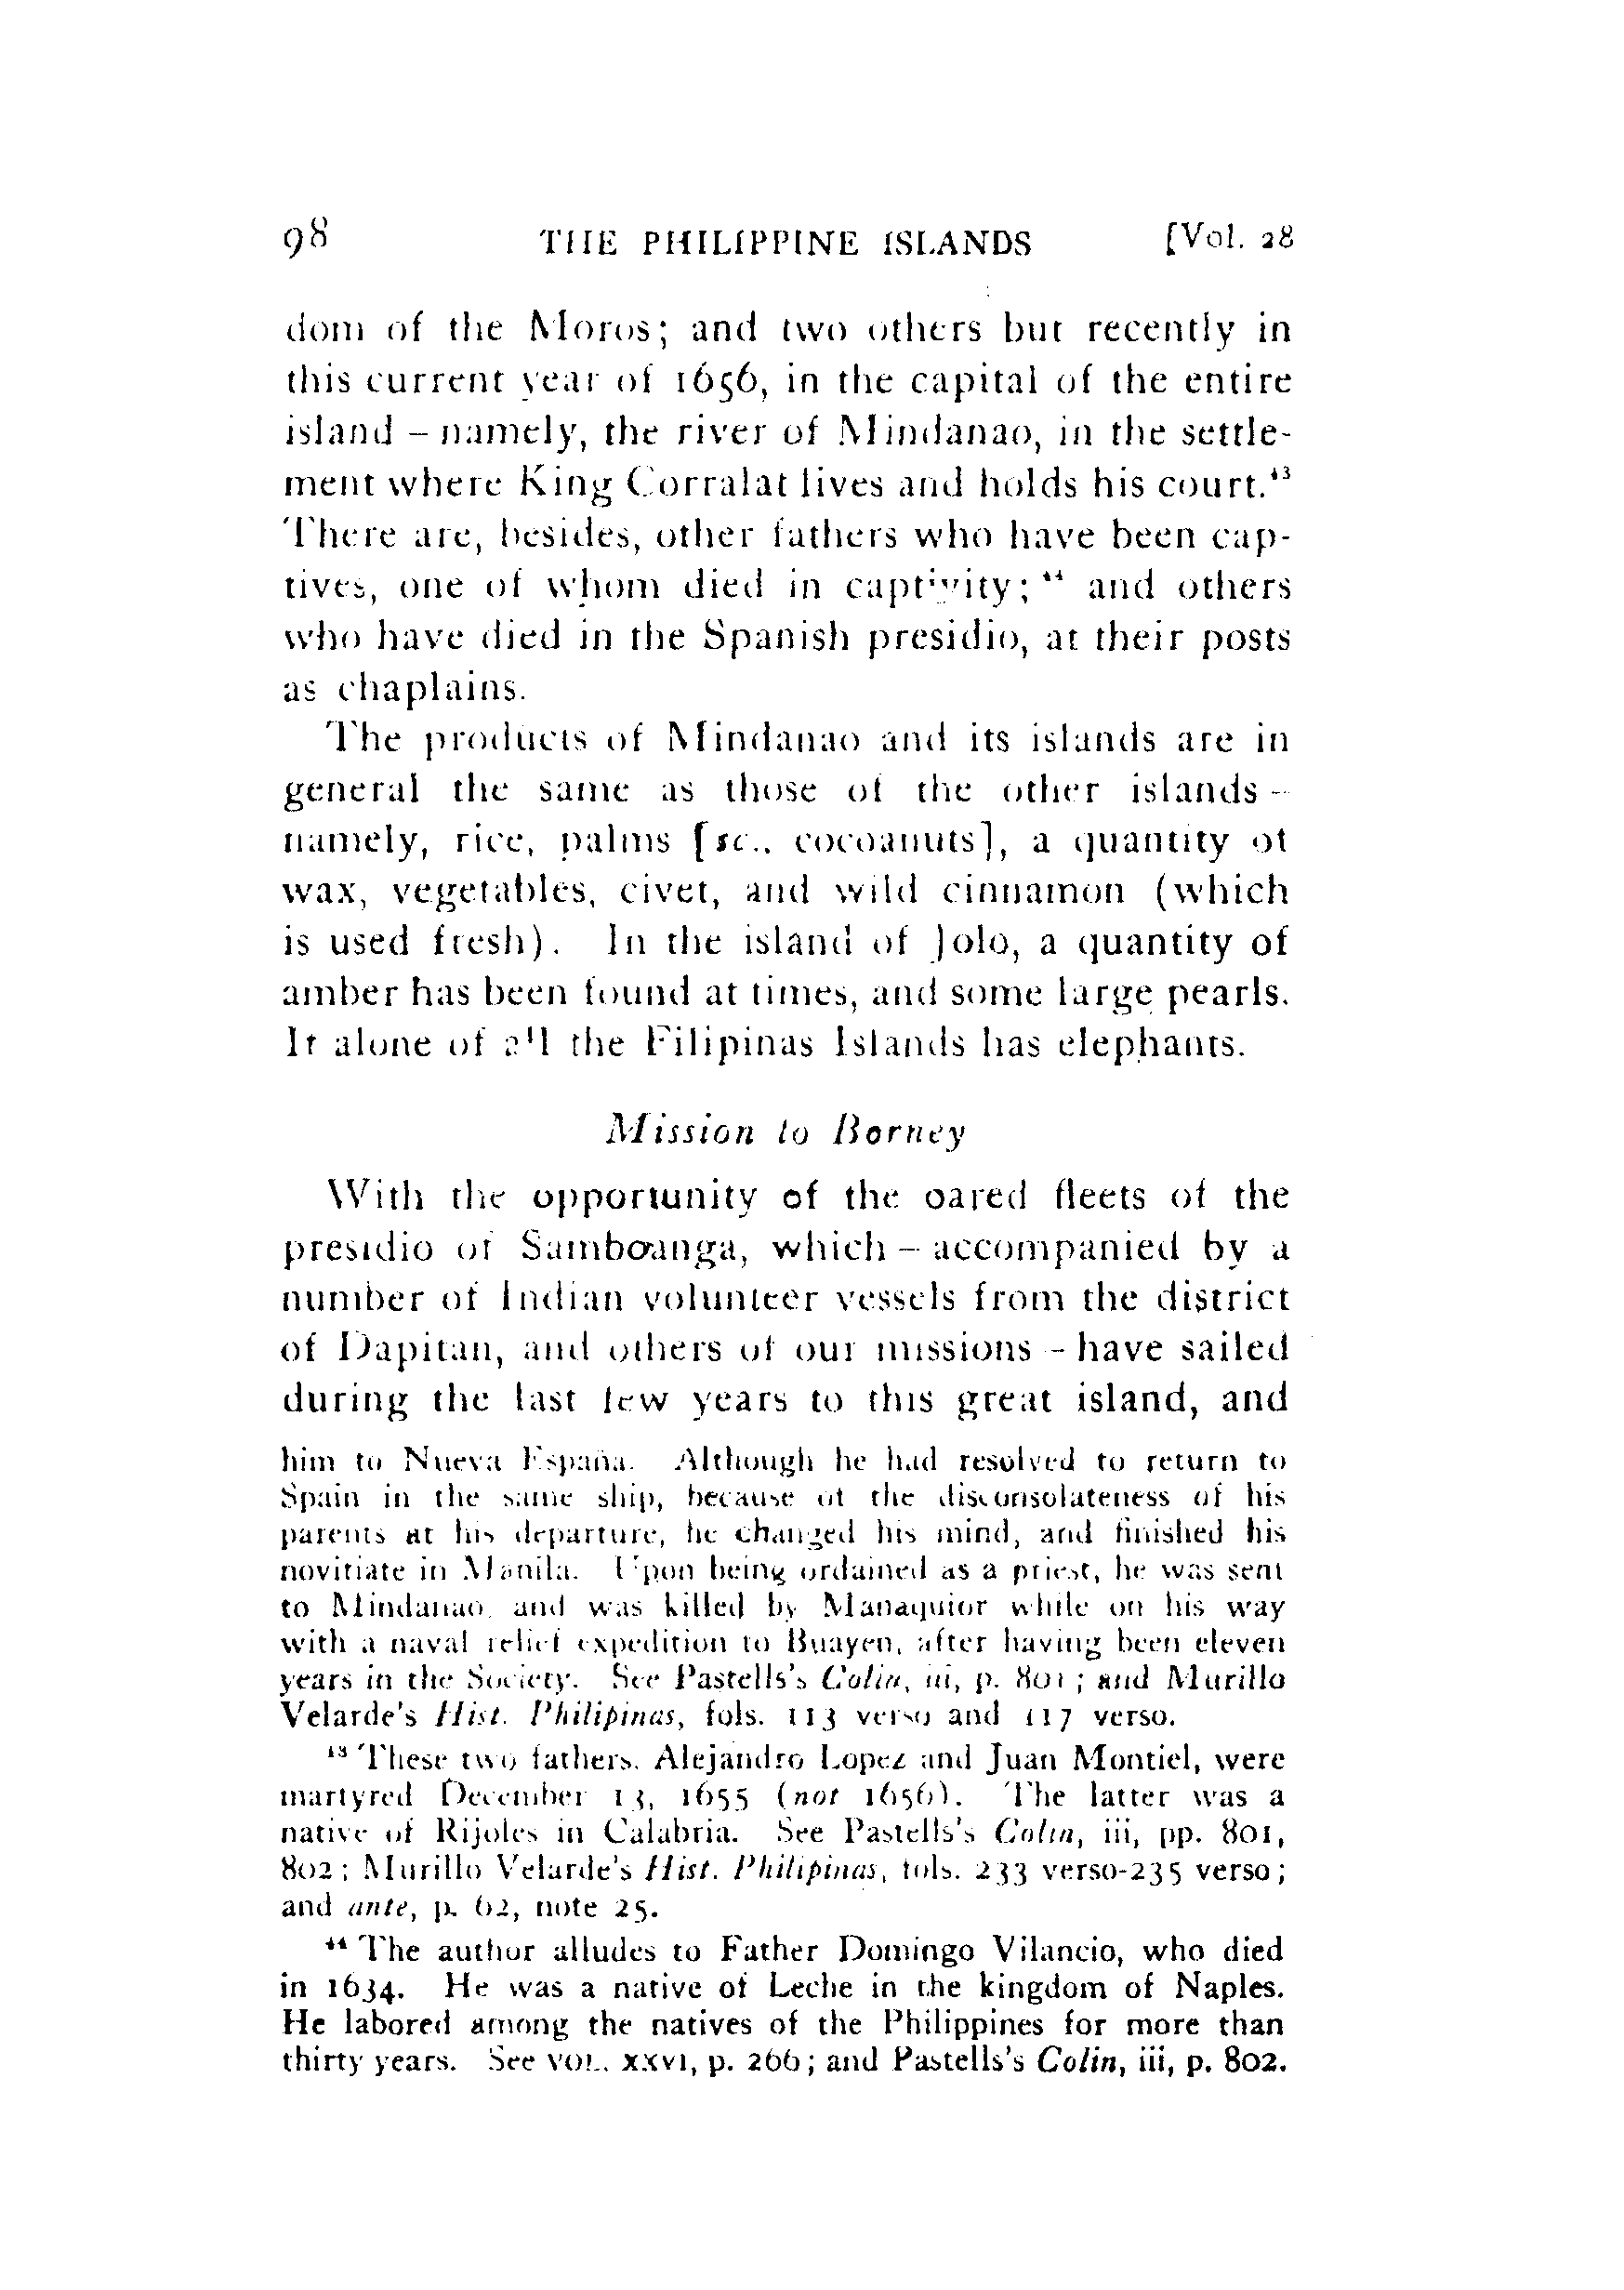 98 THE PHILIPPINE ISLANDS [Vol. 28
dom of the Moros; and two others but recently in
this current year of 1656, in the capital of the entire
island – namely, the river of Mindanao, in the settle-
ment where King Corralat lives and holds his court.⁴³
There are, besides, other fathers who have been cap-
tives, one of whom died in captivity;⁴⁴ and others
who have died in the Spanish presidio, at their posts
as chaplains.
The products of Mindanao and its islands are in
general the same as those of the other islands –
namely, rice, palms [sc., cocoanuts], a quantity of
wax, vegetables, civet, and wild cinnamon (which
is used fresh). In the island of Jolo, a quantity of
amber has been found at times, and some large pearls.
It alone of all the Filipinas Islands has elephants.
Mission to Borney
With the opportunity of the oared fleets of the
presidio of Samboanga, which – accompanied by a
number of Indian volunteer vessels from the district
of Dapitan, and others of our missions – have sailed
during the last few years to this great island, and
him to Nueva España. Although he had resolved to return to
Spain in the same ship, because of the disconsolateness of his
parents at his departure, he changed his mind, and finished his
novitiate in Manila. Upon being ordained as a priest, he was sent
to Mindanao, and was killed by Manaquior while on his way
with a naval relief expedition to Buayen, after having been eleven
years in the Society. See Pastells's Colin, iii, p. 801; and Murillo
Velarde's Hist. Philipinas, fols. 113 verso and 117 verso.
⁴³ These two fathers, Alejandro Lopez and Juan Montiel, were
martyred December 13, 1655 (not 1656). The latter was a
native of Rijoles in Calabria. See Pastells's Colin, iii, pp. 801,
802; Murillo Velarde's Hist. Philipinas, fols. 233 verso-235 verso;
and ante, p. 62, note 25.
⁴⁴ The author alludes to Father Domingo Vilancio, who died
in 1634. He was a native of Leche in the kingdom of Naples.
He labored among the natives of the Philippines for more than
thirty years. See VOL. XXVI, p. 266; and Pastells's Colin, iii, p. 802.